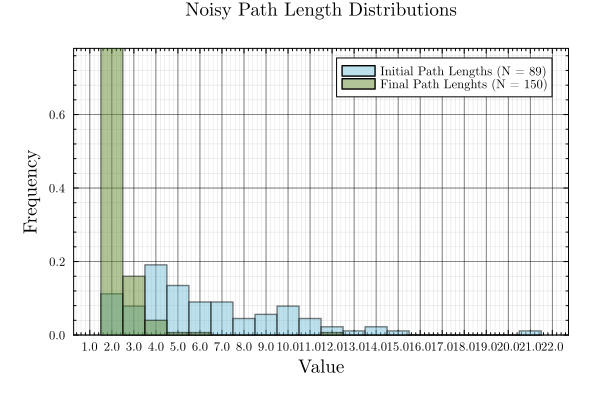 Noisy Path Length Distributions
Initial Path Lengths (N = 89)
Final Path Lenghts (N = 150)
Frequency
0.6
0.4
0.2
0.0
1.0 2.0 3.0 4.0 5.0 6.0 7.0 8.0 9.0 10.0 11.0 12.0 13.0 14.0 15.0 16.0 17.0 18.0 19.0 20.0 21.0 22.0
Value